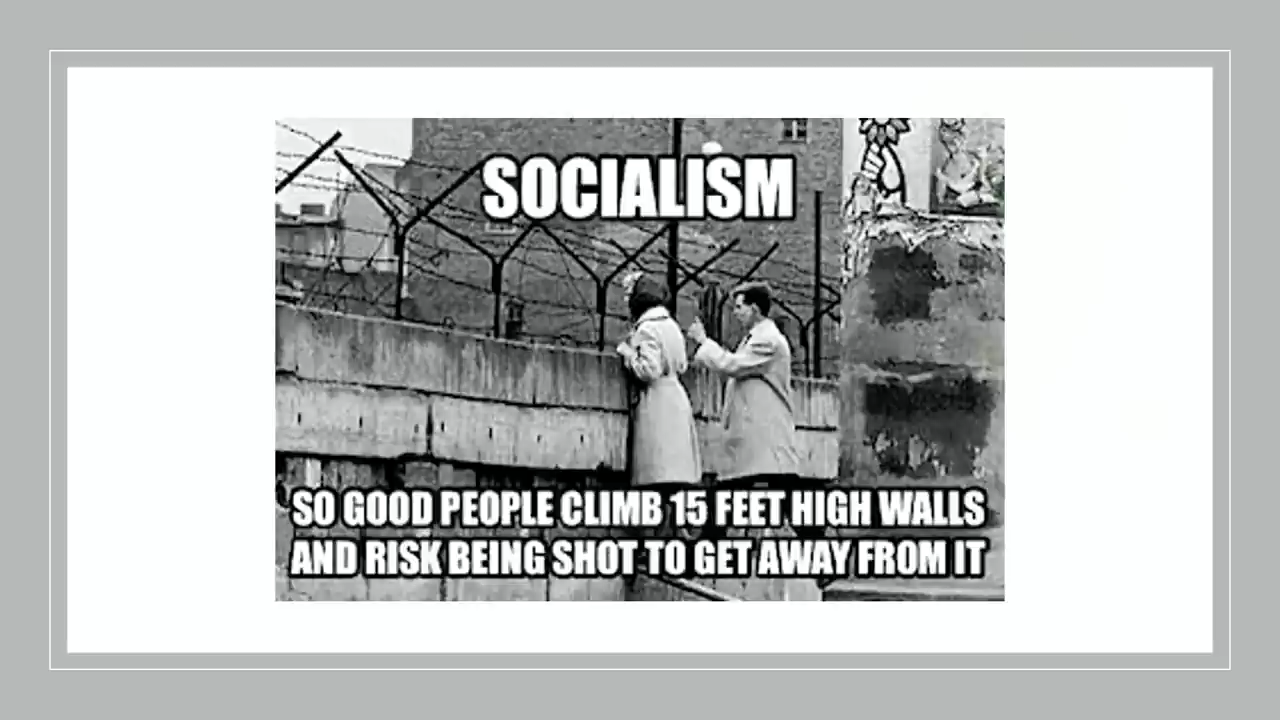 SOCIALISM
SO GOOD PEOPLE CLIMB 15 FEET HIGH WALLS
AND RISK BEING SHOT TO GET AWAY FROM IT